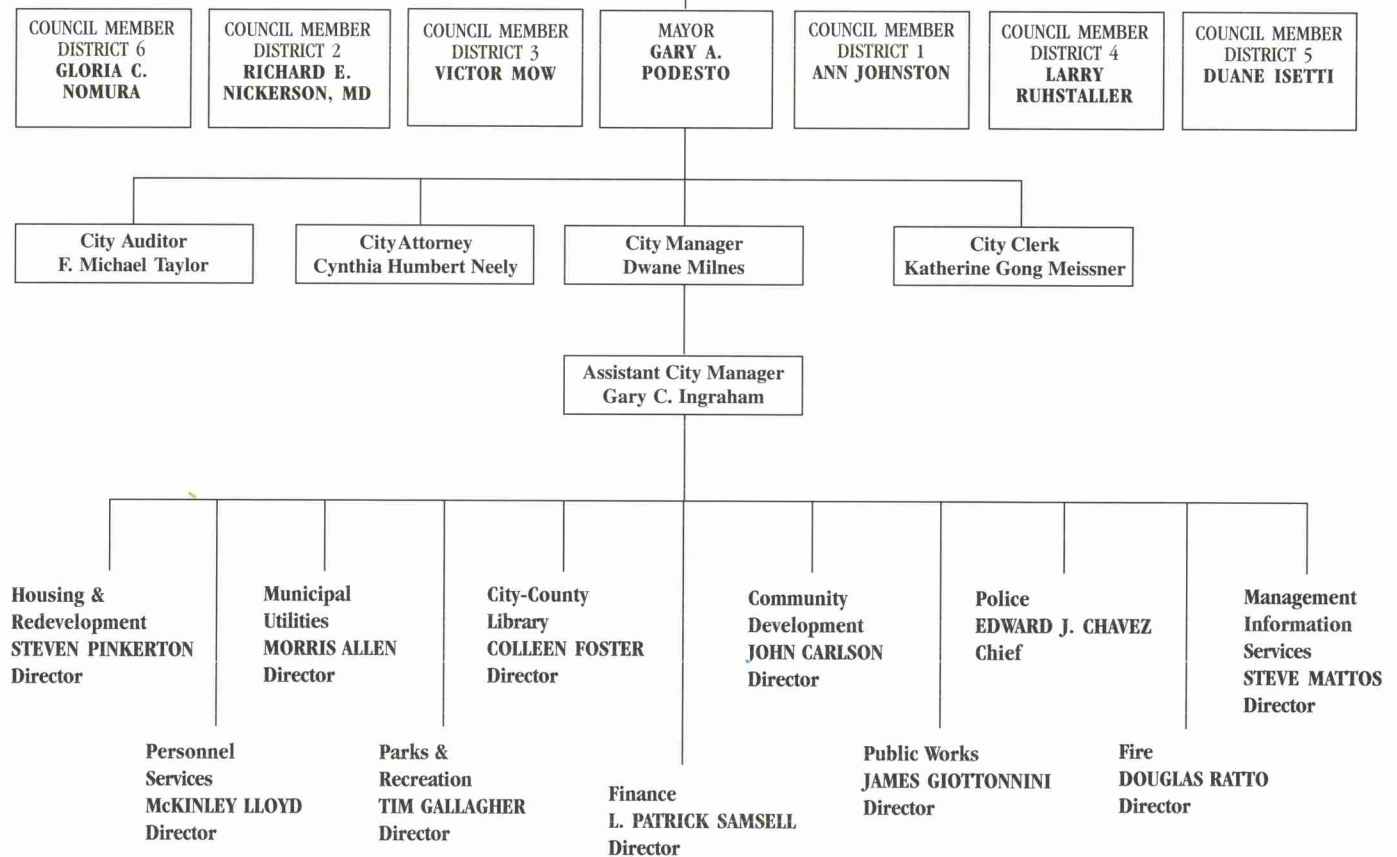 COUNCIL MEMBER
DISTRICT 6
GLORIA C.
NOMURA
COUNCIL MEMBER
DISTRICT 2
RICHARD E.
NICKERSON, MD
COUNCIL MEMBER
DISTRICT 3
VICTOR MOW
MAYOR
GARY A.
PODESTO
COUNCIL MEMBER
DISTRICT 1
ANN JOHNSTON
COUNCIL MEMBER
DISTRICT 4
LARRY
RUHSTALLER
COUNCIL MEMBER
DISTRICT 5
DUANE ISETTI
City Auditor
F. Michael Taylor
City Attorney
Cynthia Humbert Neely
City Manager
Dwane Milnes
City Clerk
Katherine Gong Meissner
Assistant City Manager
Gary C. Ingraham
Housing &
Redevelopment
STEVEN PINKERTON
Director
Municipal
Utilities
MORRIS ALLEN
Director
City-County
Library
COLLEEN FOSTER
Director
Community
Development
JOHN CARLSON
Director
Police
EDWARD J. CHAVEZ
Chief
Management
Information
Services
STEVE MATTOS
Director
Personnel
Services
McKINLEY LLOYD
Director
Parks &
Recreation
TIM GALLAGHER
Director
Finance
L. PATRICK SAMSELL
Director
Public Works
JAMES GIOTTONNINI
Director
Fire
DOUGLAS RATTO
Director